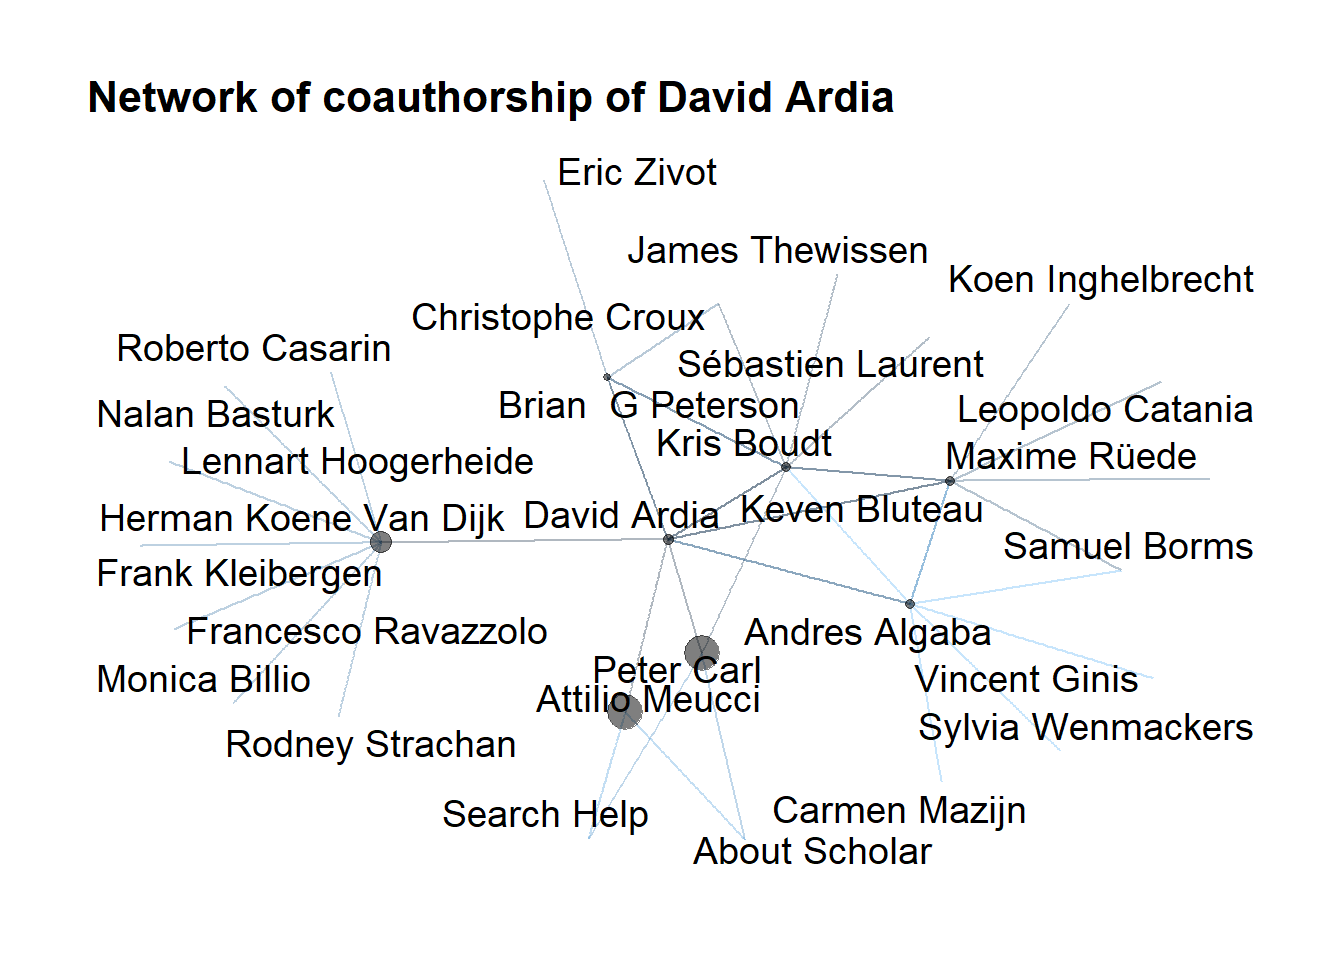 Network of coauthorship of David Ardia
Eric Zivot
James Thewissen
Koen Inghelbrecht
Christophe Croux
Roberto Casarin
Sébastien Laurent
Brian  G Peterson
Leopoldo Catania
Nalan Basturk
Kris Boudt
Maxime Rüede
Lennart Hoogerheide
Herman Koene Van Dijk
David Ardia
Keven Bluteau
Samuel Borms
Frank Kleibergen
Francesco Ravazzolo
Andres Algaba
Peter Carl
Monica Billio
Vincent Ginis
Attilio Meucci
Sylvia Wenmackers
Rodney Strachan
Search Help
Carmen Mazijn
About Scholar